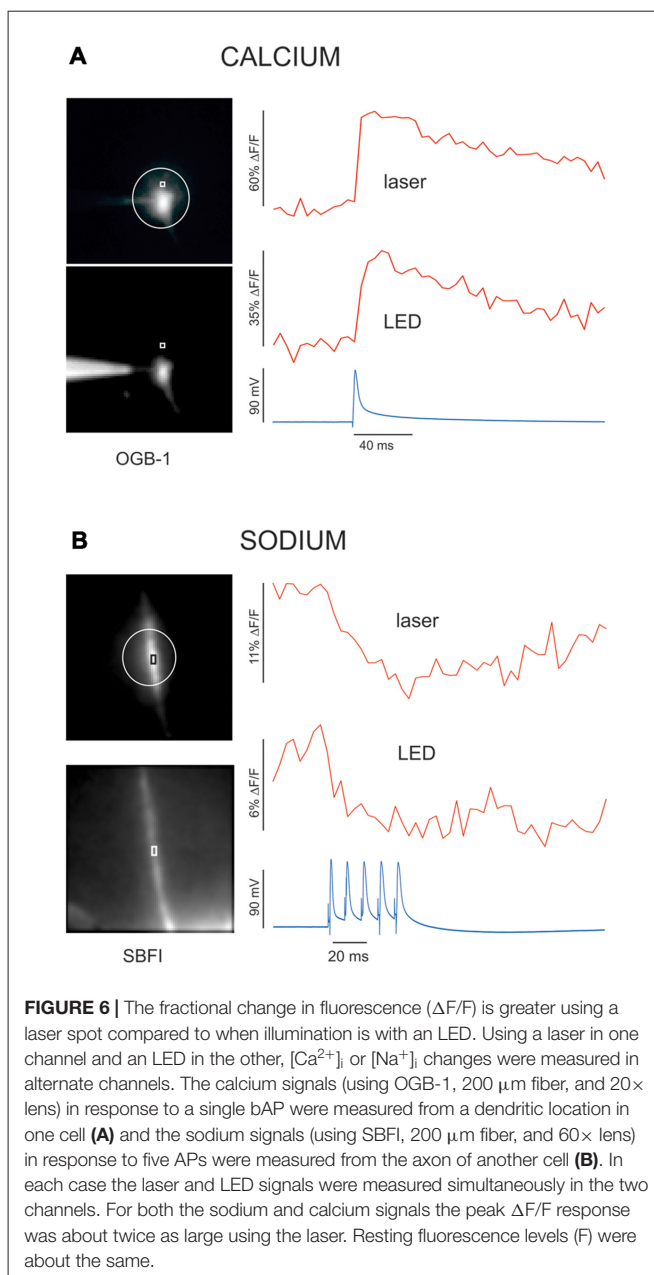 A CALCIUM
60% ΔF/F
laser
35% ΔF/F
LED
90 mV
40 ms
OGB-1
B SODIUM
11% ΔF/F
laser
6% ΔF/F
LED
90 mV
20 ms
SBFI
FIGURE 6 | The fractional change in fluorescence (ΔF/F) is greater using a
laser spot compared to when illumination is with an LED. Using a laser in one
channel and an LED in the other, [Ca²⁺]ᵢ or [Na⁺]ᵢ changes were measured in
alternate channels. The calcium signals (using OGB-1, 200 μm fiber, and 20×
lens) in response to a single bAP were measured from a dendritic location in
one cell (A) and the sodium signals (using SBFI, 200 μm fiber, and 60× lens)
in response to five APs were measured from the axon of another cell (B). In
each case the laser and LED signals were measured simultaneously in the two
channels. For both the sodium and calcium signals the peak ΔF/F response
was about twice as large using the laser. Resting fluorescence levels (F) were
about the same.